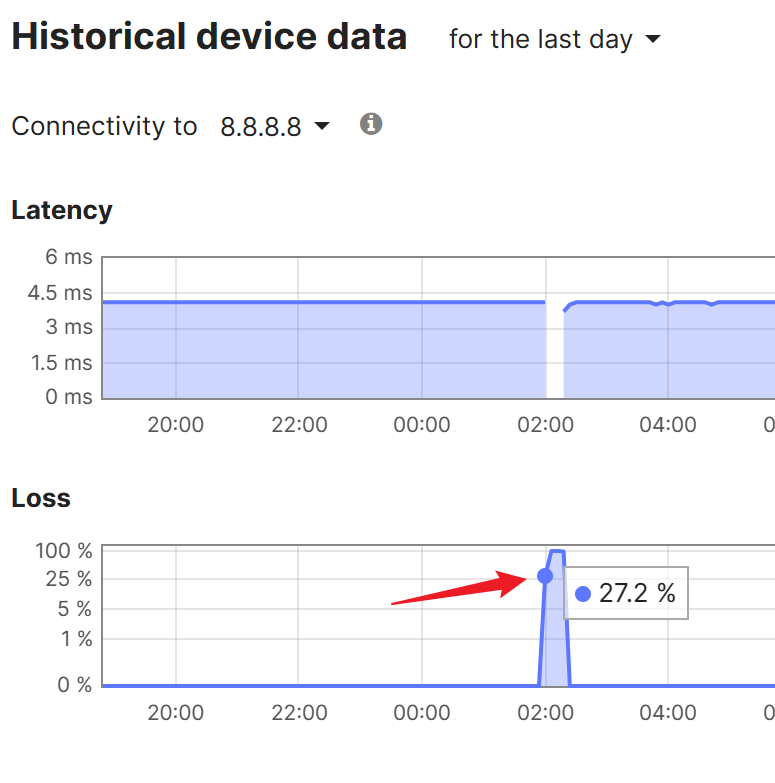 Historical device data for the last day
Connectivity to 8.8.8.8
Latency
6 ms
4.5 ms
3 ms
1.5 ms
0 ms
20:00 22:00 00:00 02:00 04:00 0
Loss
100 %
25 %
27.2 %
5 %
1 %
0 %
20:00 22:00 00:00 02:00 04:00 0